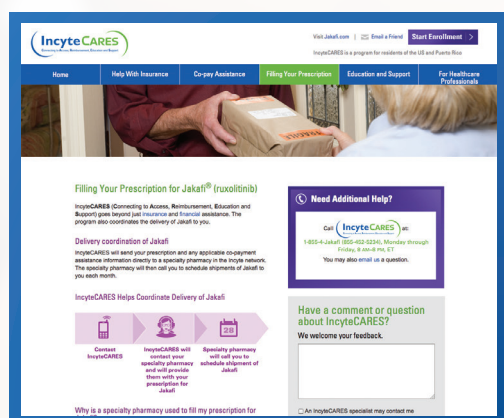 IncyteCARES
Connecting to Access, Reimbursement, Education and Support
Visit Jakafi.com | Email a Friend
Start Enrollment >
IncyteCARES is a program for residents of the US and Puerto Rico
Home
Help With Insurance
Co-pay Assistance
Filling Your Prescription
Education and Support
For Healthcare
Professionals
FRAGILE
Filling Your Prescription for Jakafi® (ruxolitinib)
IncyteCARES (Connecting to Access, Reimbursement, Education and
Support) goes beyond just insurance and financial assistance. The
program also coordinates the delivery of Jakafi to you.
Delivery coordination of Jakafi
IncyteCARES will send your prescription and any applicable co-payment
assistance information directly to a specialty pharmacy in the Incyte network.
The specialty pharmacy will then call you to schedule shipments of Jakafi to
you each month.
IncyteCARES Helps Coordinate Delivery of Jakafi
28
Contact
IncyteCARES
IncyteCARES will
contact your
specialty pharmacy
and will provide
them with your
prescription for
Jakafi
Specialty pharmacy
will call you to
schedule shipment of
Jakafi
Why is a specialty pharmacy used to fill my prescription for
Need Additional Help?
Call IncyteCARES at:
1-855-4-Jakafi (855-452-5234), Monday through
Friday, 8 AM–8 PM, ET
You may also email us a question.
Have a comment or question
about IncyteCARES?
We welcome your feedback.
An IncyteCARES specialist may contact me